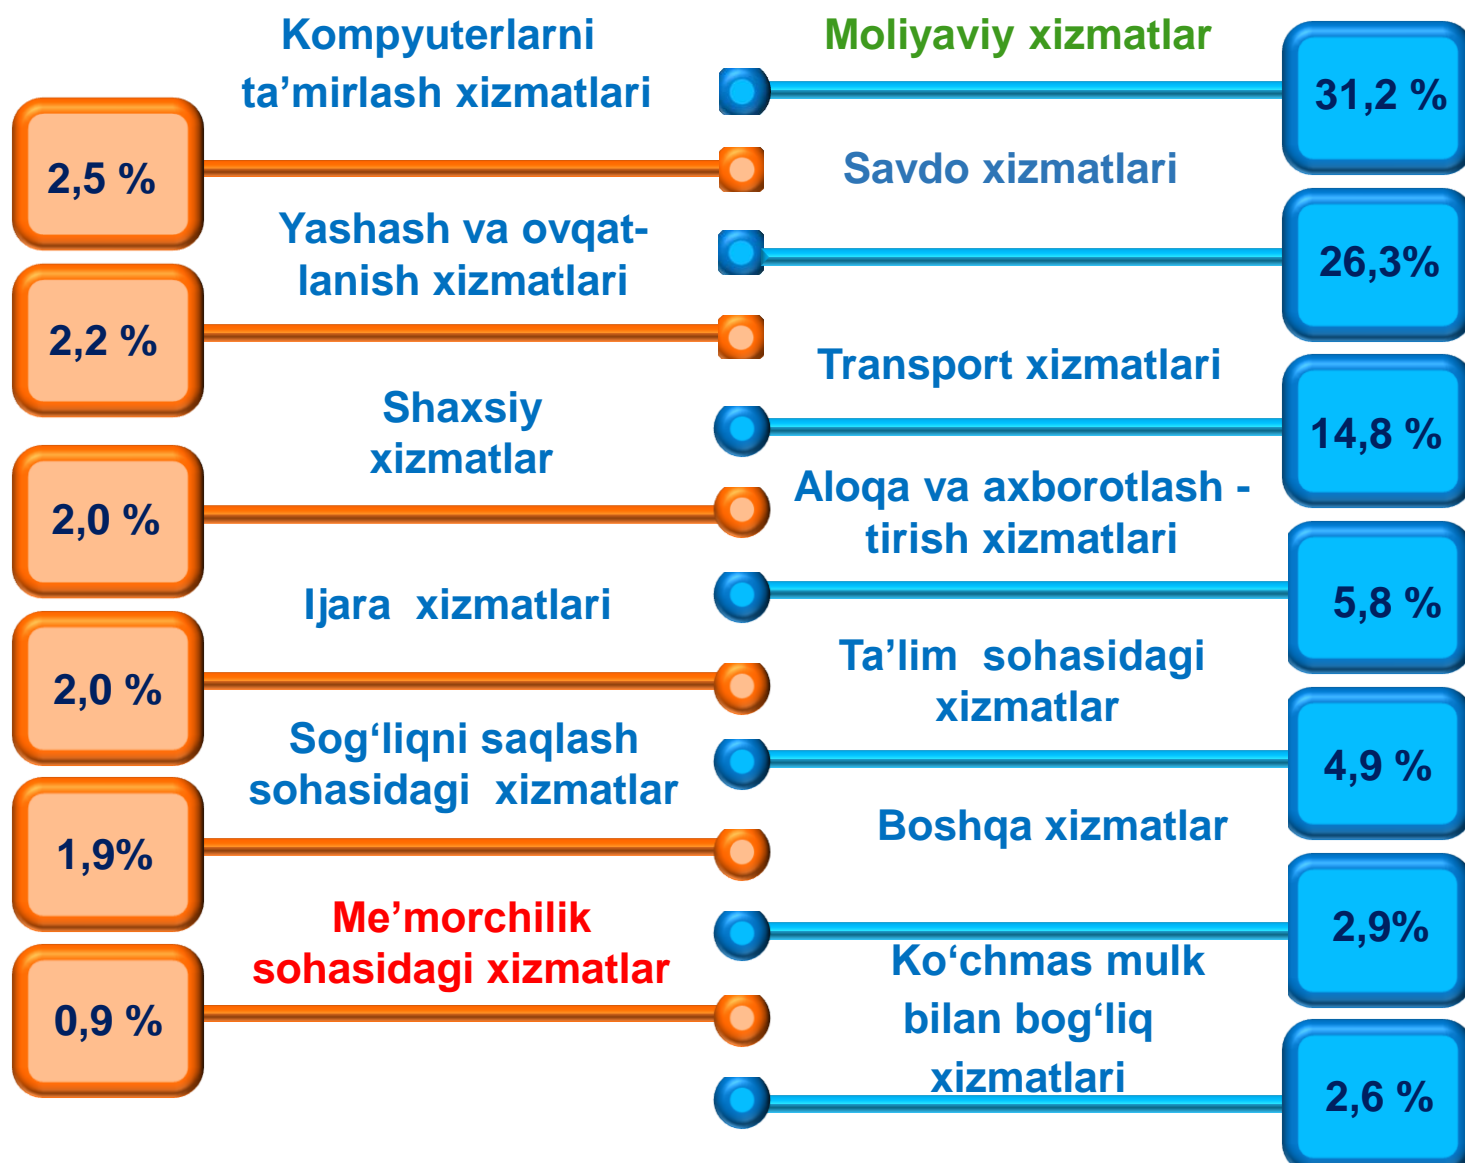 Moliyaviy xizmatlar
31,2 %
Savdo xizmatlari
26,3%
Transport xizmatlari
14,8 %
Aloqa va axborotlash -
tirish xizmatlari
5,8 %
Ta’lim  sohasidagi
xizmatlar
4,9 %
Boshqa xizmatlar
2,9%
Ko‘chmas mulk
bilan bog‘liq
xizmatlari
2,6 %
Kompyuterlarni
ta’mirlash xizmatlari
2,5 %
Yashash va ovqat-
lanish xizmatlari
2,2 %
Shaxsiy
xizmatlar
2,0 %
Ijara  xizmatlari
2,0 %
Sog‘liqni saqlash
sohasidagi  xizmatlar
1,9%
Me’morchilik
sohasidagi xizmatlar
0,9 %